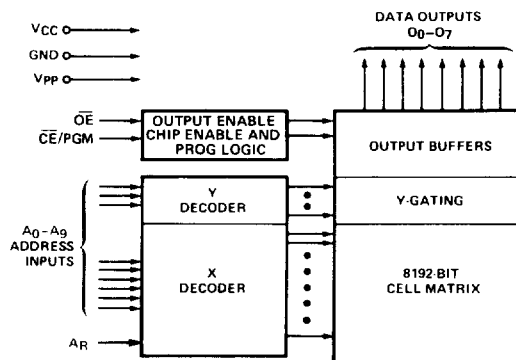 DATA OUTPUTS
O0–O7
VCC
GND
VPP
OE
CE/PGM
OUTPUT ENABLE
CHIP ENABLE AND
PROG LOGIC
OUTPUT BUFFERS
Y
DECODER
Y-GATING
A0–A9
ADDRESS
INPUTS
X
DECODER
8192-BIT
CELL MATRIX
AR